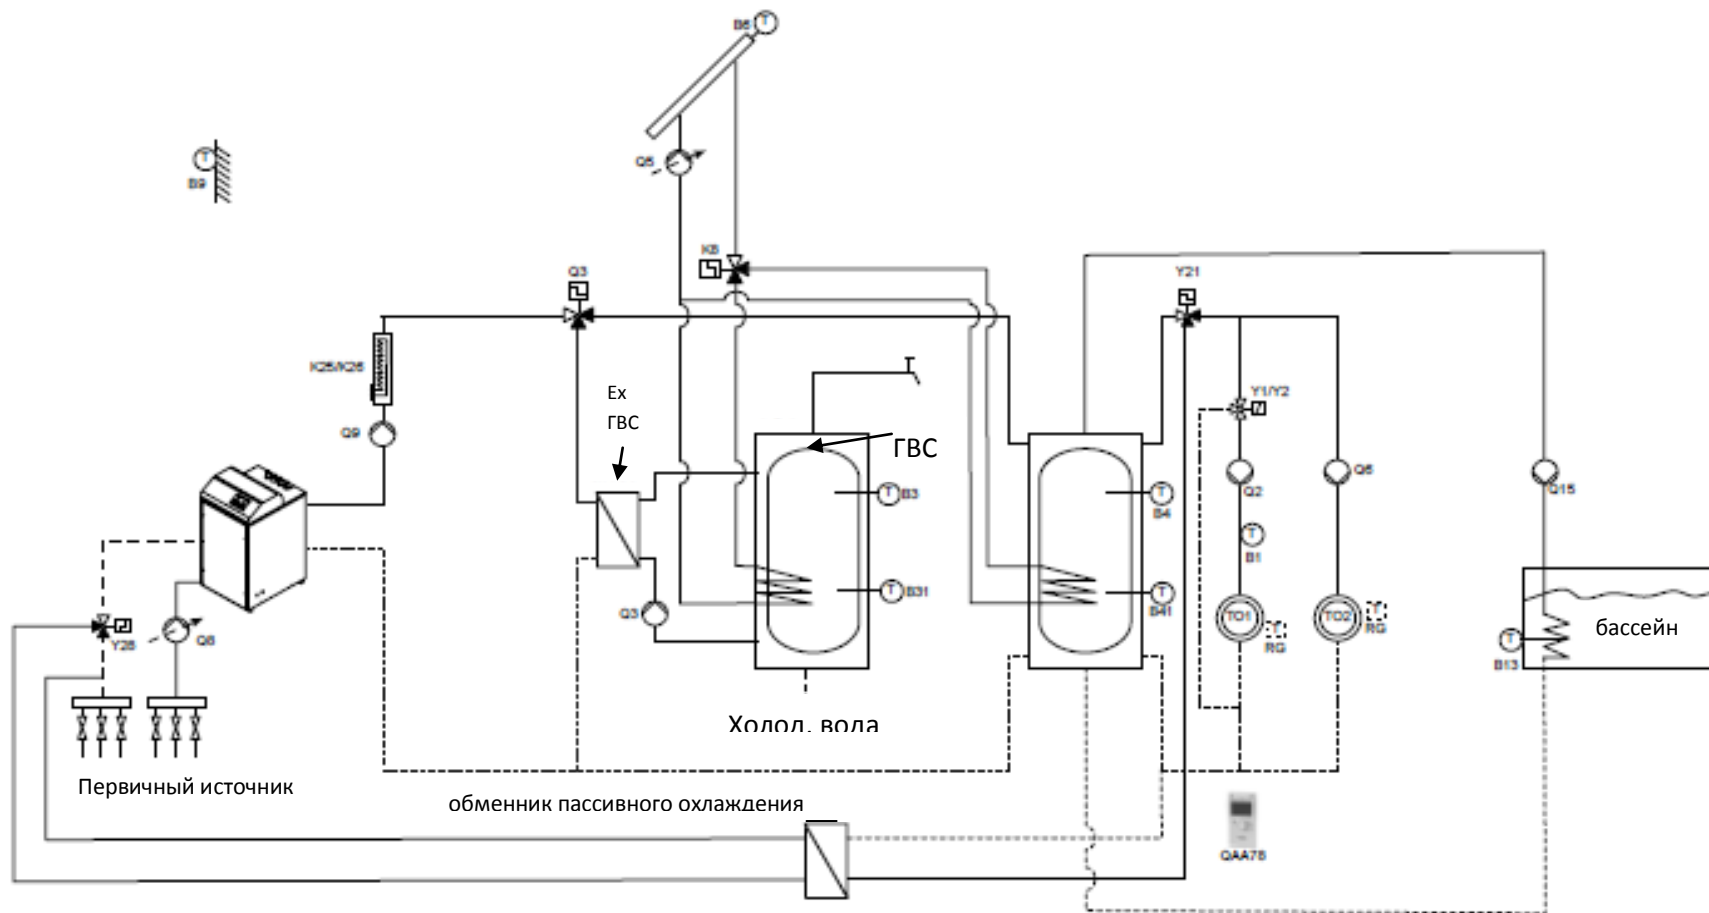 B6
Q5
B9
K8
Q3
Y21
K25/K26
Ex
ГВС
Y1/Y2
Q9
ГВС
B3
B4
Q2
Q6
Q15
B1
B31
B41
Q3
TO1
RG
TO2
RG
бассейн
B13
Y28
Q8
Холод. вода
Первичный источник
обменник пассивного охлаждения
QAA78